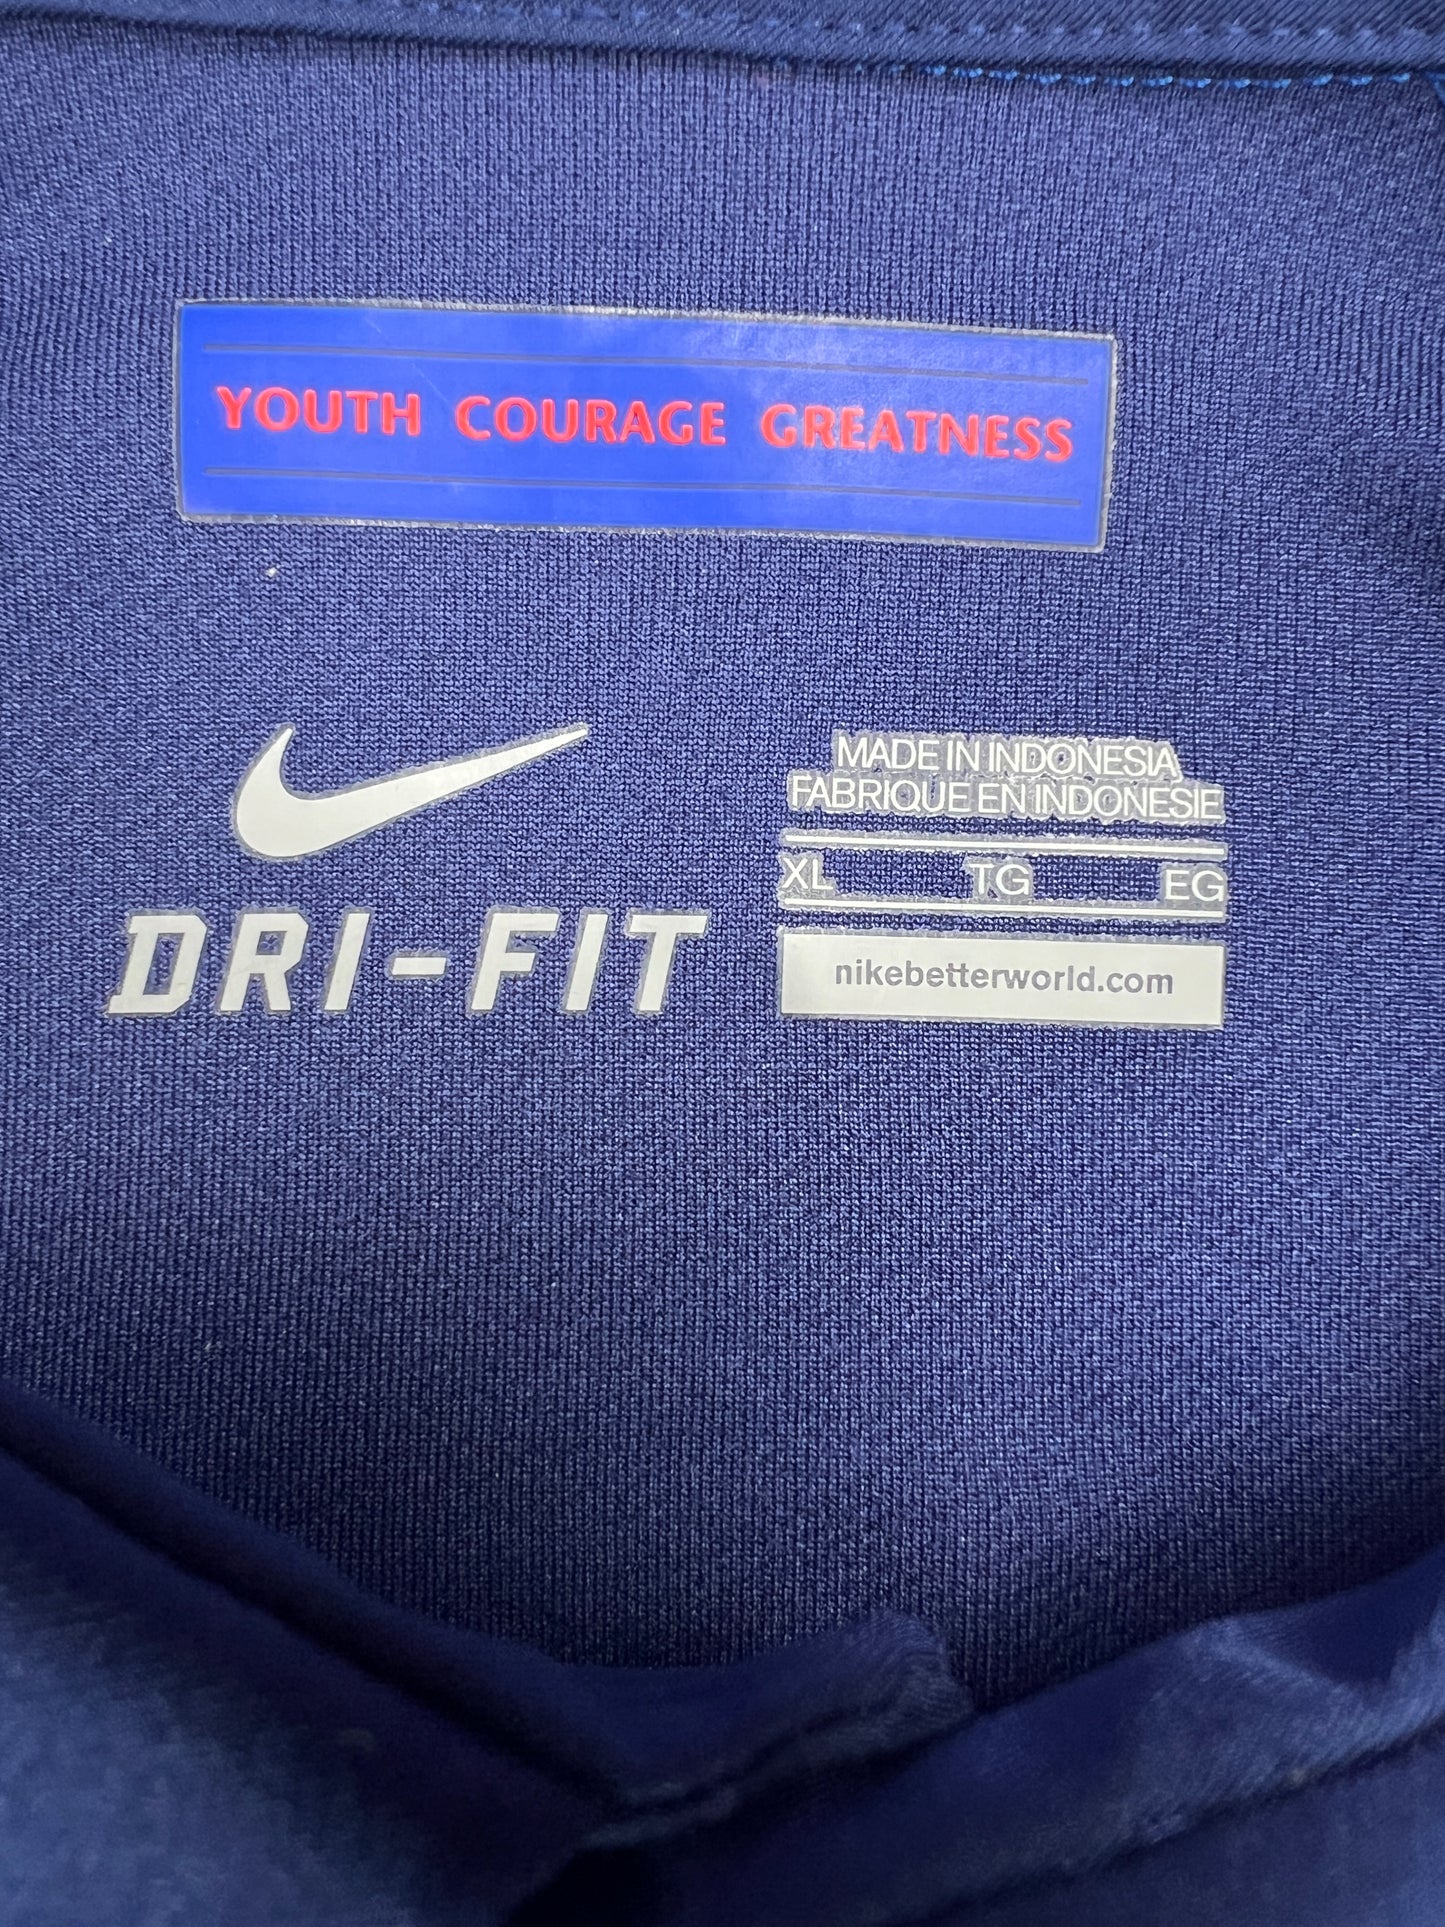 YOUTH COURAGE GREATNESS
DRI-FIT
MADE IN INDONESIA
FABRIQUE EN INDONESIE
XL TG EG
nikebetterworld.com